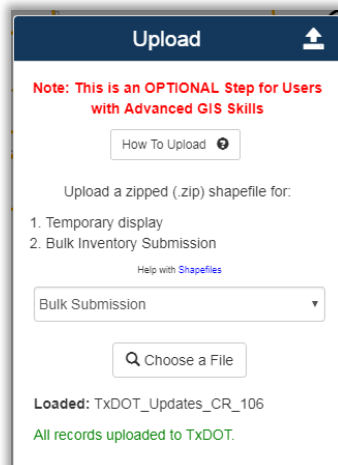 Upload
Note: This is an OPTIONAL Step for Users
with Advanced GIS Skills
How To Upload
Upload a zipped (.zip) shapefile for:
1. Temporary display
2. Bulk Inventory Submission
Help with Shapefiles
Bulk Submission
Choose a File
Loaded: TxDOT_Updates_CR_106
All records uploaded to TxDOT.